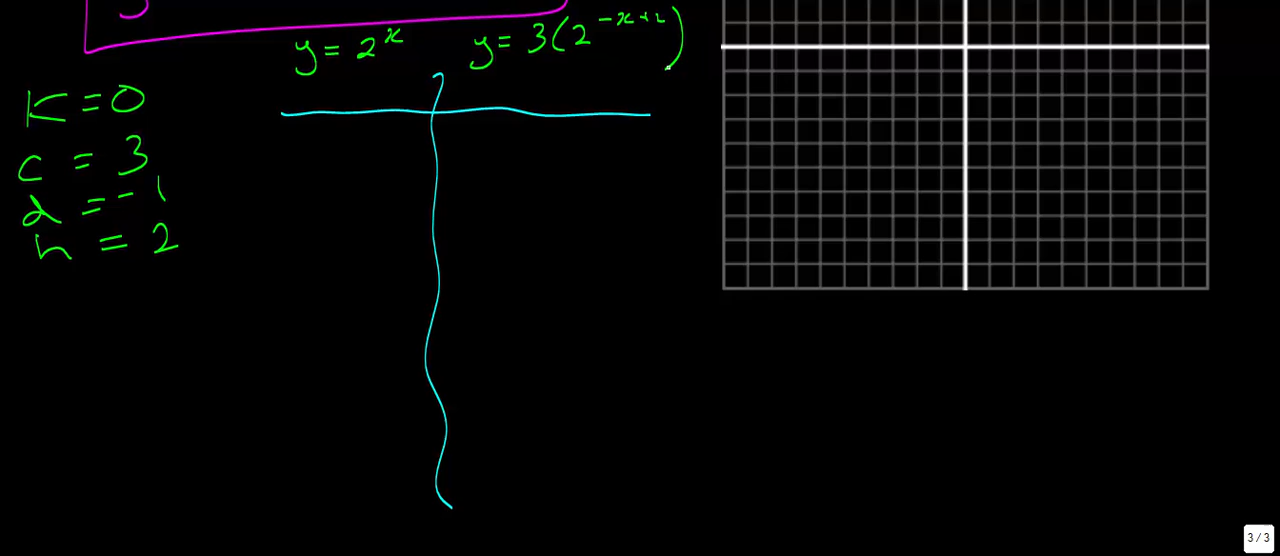 y = 2^x y = 3(2^{-x+2})
K = 0
c = 3
d = -1
h = 2
3 / 3